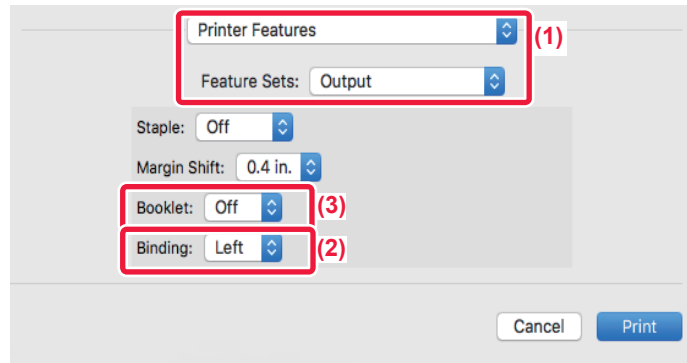 Printer Features
(1)
Feature Sets: Output
Staple: Off
Margin Shift: 0.4 in.
Booklet: Off
(3)
Binding: Left
(2)
Cancel Print